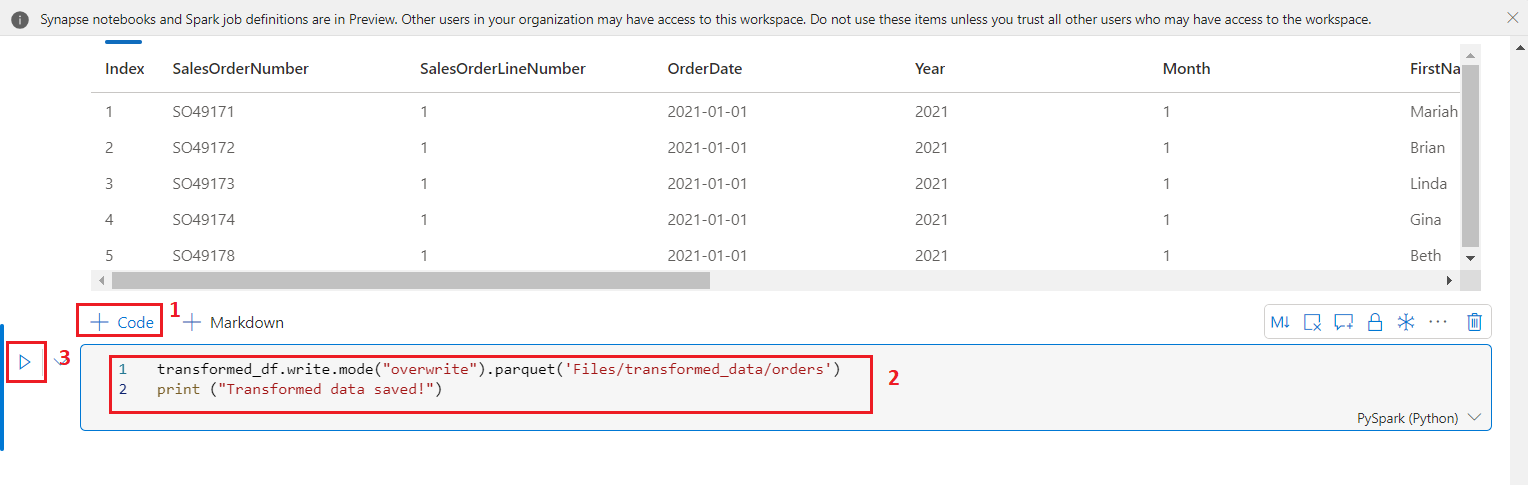 Synapse notebooks and Spark job definitions are in Preview. Other users in your organization may have access to this workspace. Do not use these items unless you trust all other users who may have access to the workspace.
Index SalesOrderNumber SalesOrderLineNumber OrderDate Year Month FirstNa
1 SO49171 1 2021-01-01 2021 1 Mariah
2 SO49172 1 2021-01-01 2021 1 Brian
3 SO49173 1 2021-01-01 2021 1 Linda
4 SO49174 1 2021-01-01 2021 1 Gina
5 SO49178 1 2021-01-01 2021 1 Beth
+ Code 1 + Markdown M↓
3
1 transformed_df.write.mode("overwrite").parquet('Files/transformed_data/orders')
2 print ("Transformed data saved!")
2
PySpark (Python)